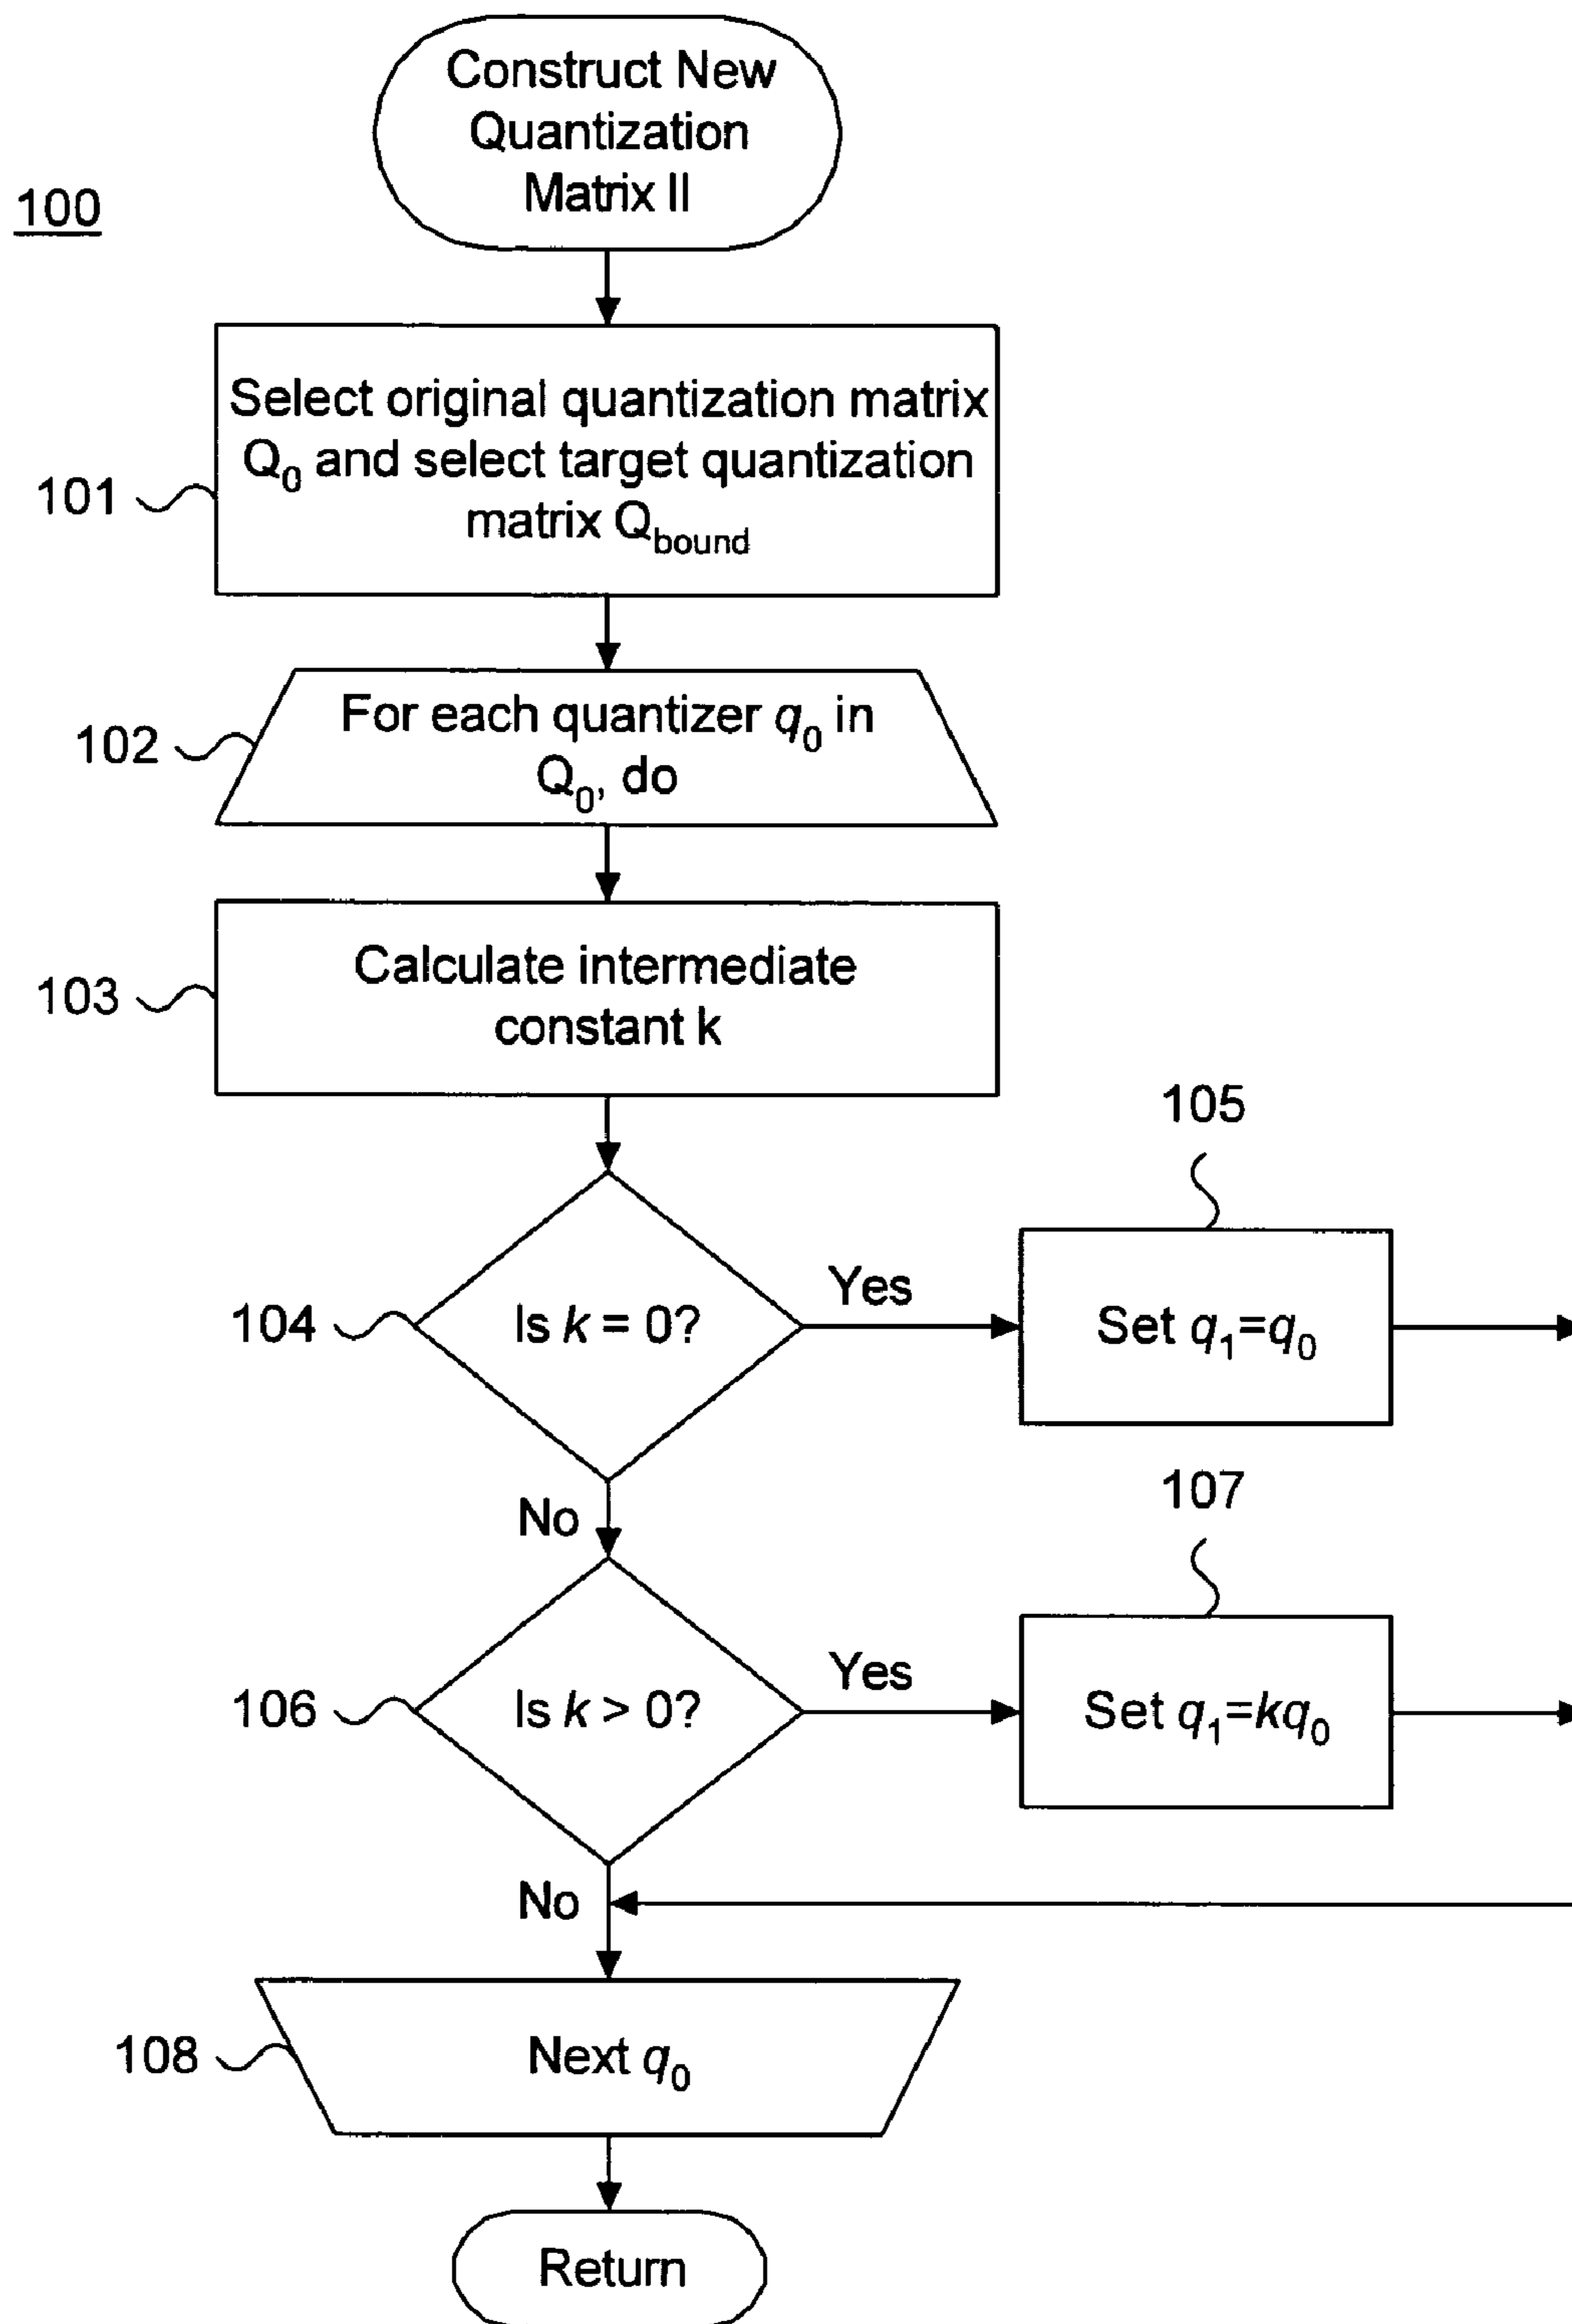 Construct New
Quantization
Matrix II
100
Select original quantization matrix
Q₀ and select target quantization
matrix Q_bound
101
For each quantizer q₀ in
Q₀, do
102
Calculate intermediate
constant k
103
105
Is k = 0?
Yes
Set q₁=q₀
104
No
107
Is k > 0?
Yes
Set q₁=kq₀
106
No
Next q₀
108
Return